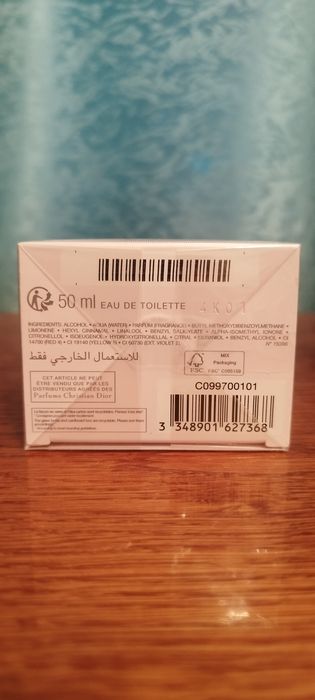 50 ml EAU DE TOILETTE 4K01
INGREDIENTS: ALCOHOL • AQUA (WATER) • PARFUM (FRAGRANCE) • BUTYL METHOXYDIBENZOYLMETHANE •
LIMONENE • HEXYL CINNAMAL • LINALOOL • BENZYL SALICYLATE • ALPHA-ISOMETHYL IONONE •
CITRONELLOL • ISOEUGENOL • HYDROXYCITRONELLAL • CITRAL • GERANIOL • BENZYL ALCOHOL • CI
14700 (RED 4) • CI 19140 (YELLOW 5) • CI 60730 (EXT. VIOLET 2). N°
للاستعمال الخارجي فقط
CET ARTICLE NE PEUT
ÊTRE VENDU QUE PAR LES
DISTRIBUTEURS AGRÉÉS DES
Parfums Christian Dior
FSC
MIX
Packaging
C099700101
3 348901 627368